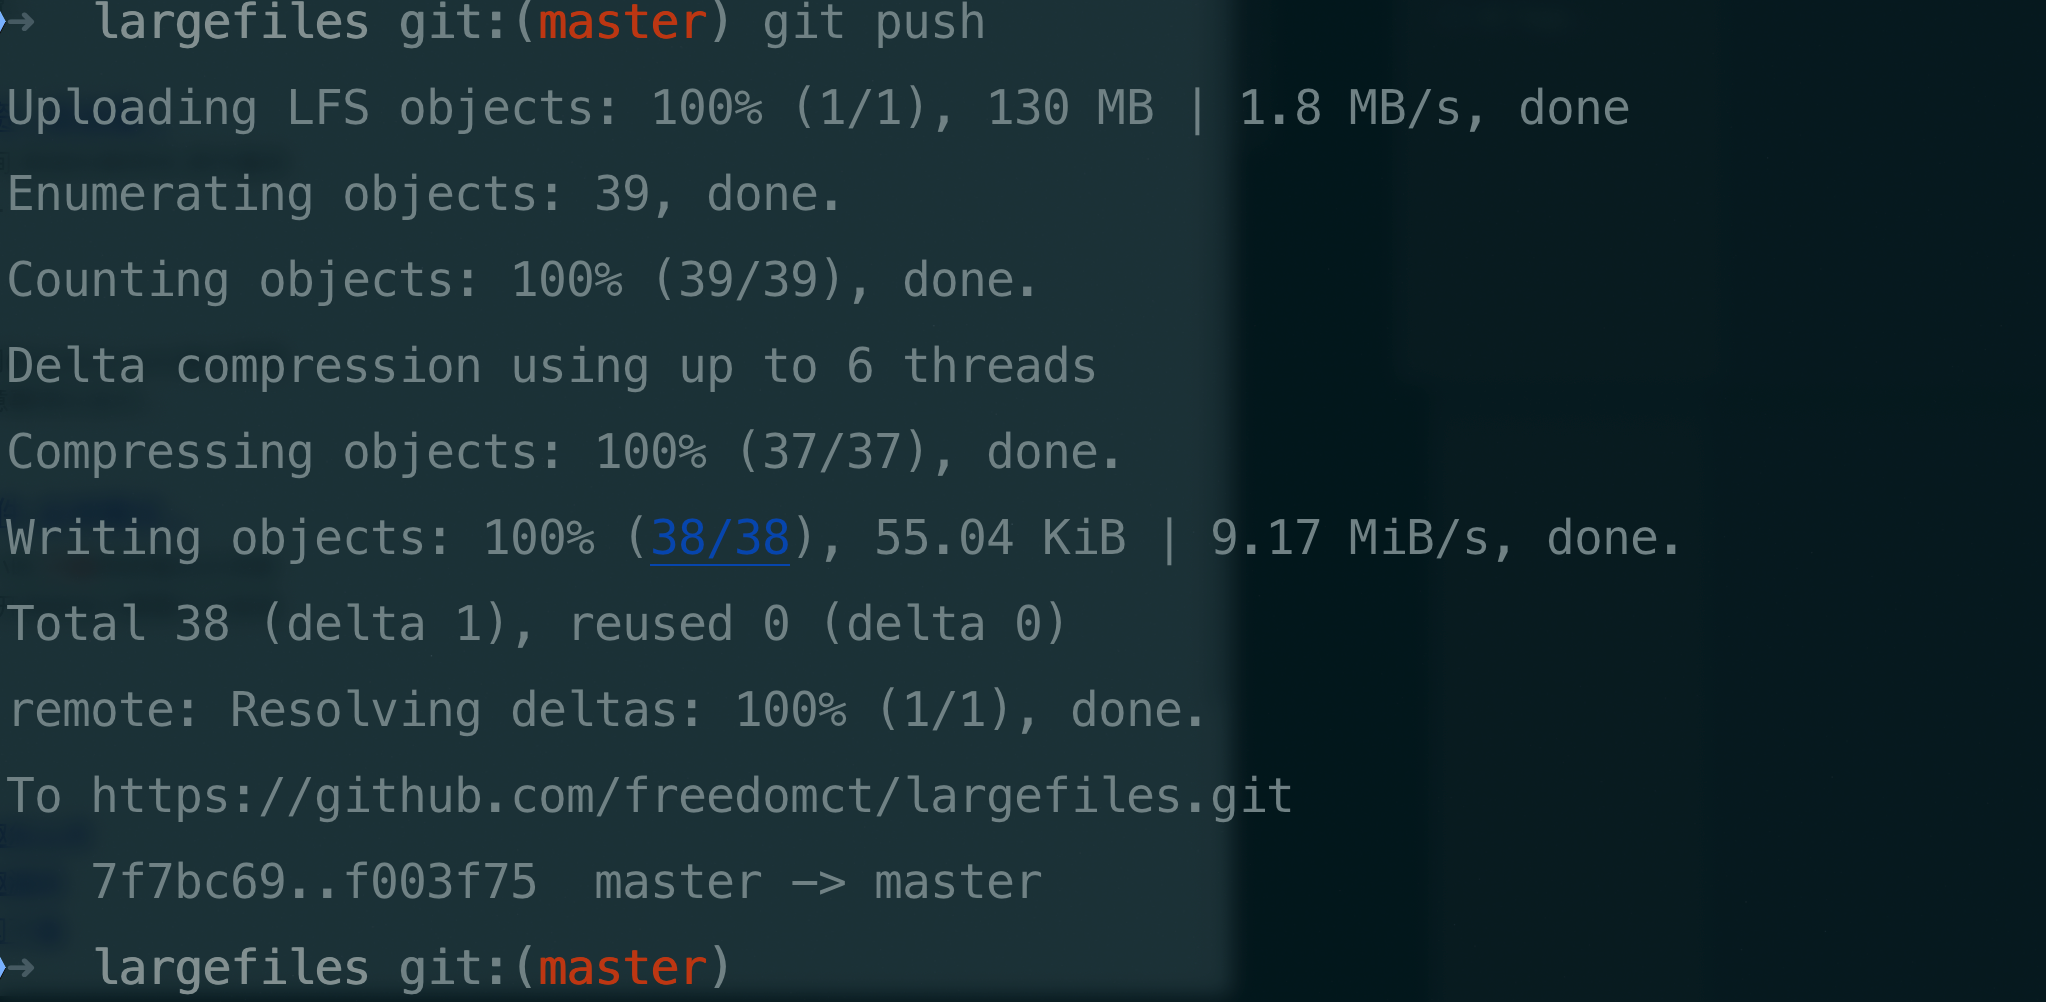 ➜ largefiles git:(master) git push
Uploading LFS objects: 100% (1/1), 130 MB | 1.8 MB/s, done
Enumerating objects: 39, done.
Counting objects: 100% (39/39), done.
Delta compression using up to 6 threads
Compressing objects: 100% (37/37), done.
Writing objects: 100% (38/38), 55.04 KiB | 9.17 MiB/s, done.
Total 38 (delta 1), reused 0 (delta 0)
remote: Resolving deltas: 100% (1/1), done.
To https://github.com/freedomct/largefiles.git
   7f7bc69..f003f75  master -> master
➜ largefiles git:(master)